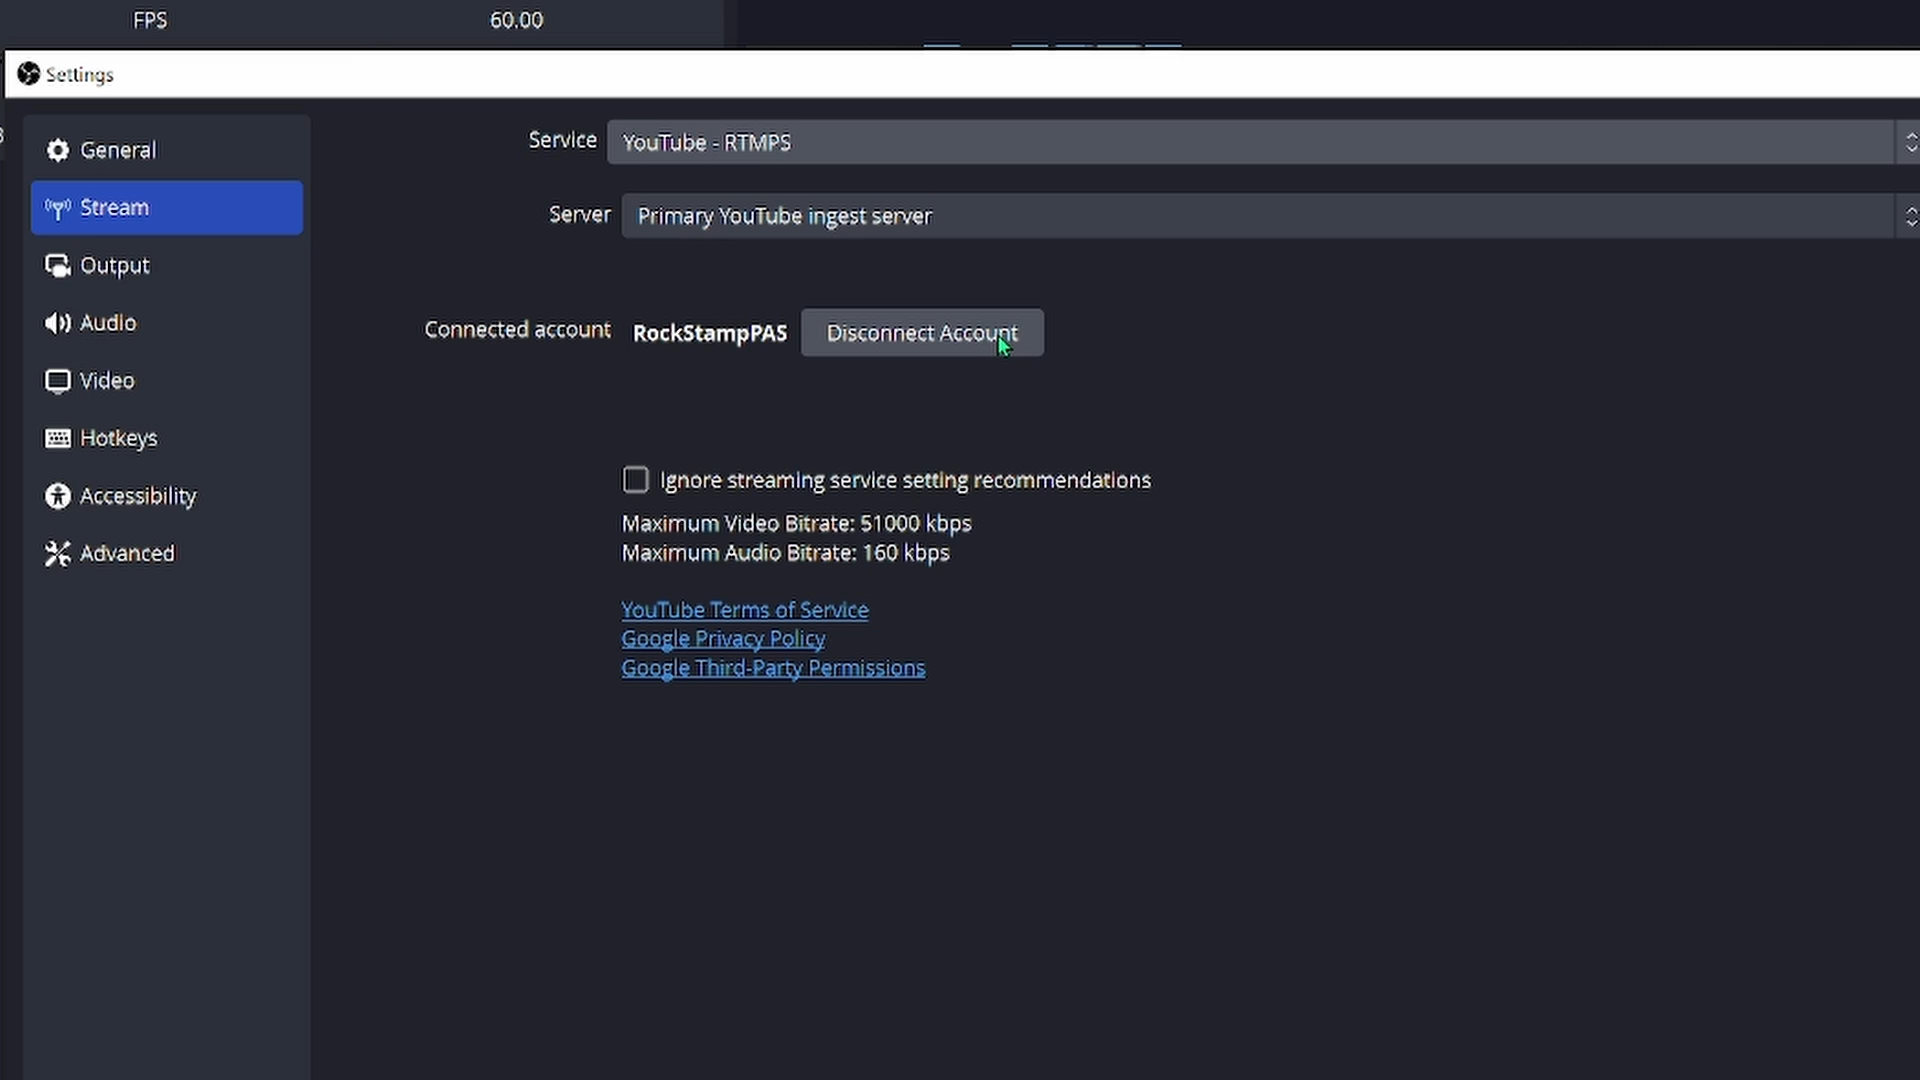 FPS 60.00
Settings
General
Stream
Output
Audio
Video
Hotkeys
Accessibility
Advanced
Service YouTube - RTMPS
Server Primary YouTube ingest server
Connected account RockStampPAS Disconnect Account
Ignore streaming service setting recommendations
Maximum Video Bitrate: 51000 kbps
Maximum Audio Bitrate: 160 kbps
YouTube Terms of Service
Google Privacy Policy
Google Third-Party Permissions